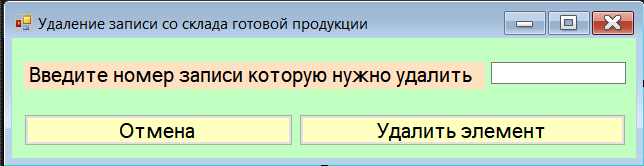 Удаление записи со склада готовой продукции
Введите номер записи которую нужно удалить
Отмена
Удалить элемент